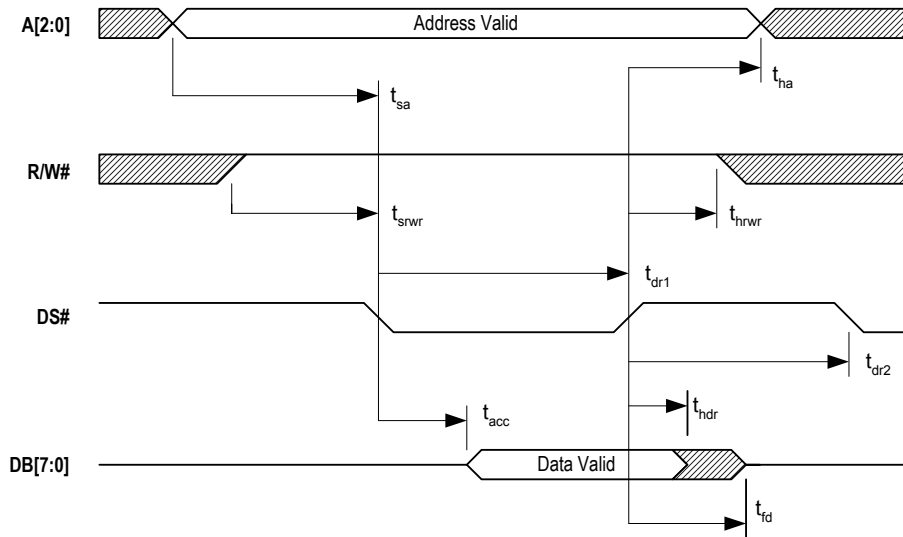 A[2:0]
Address Valid
t_ha
t_sa
R/W#
t_srwr
t_hrwr
t_dr1
DS#
t_dr2
t_acc
t_hdr
DB[7:0]
Data Valid
t_fd